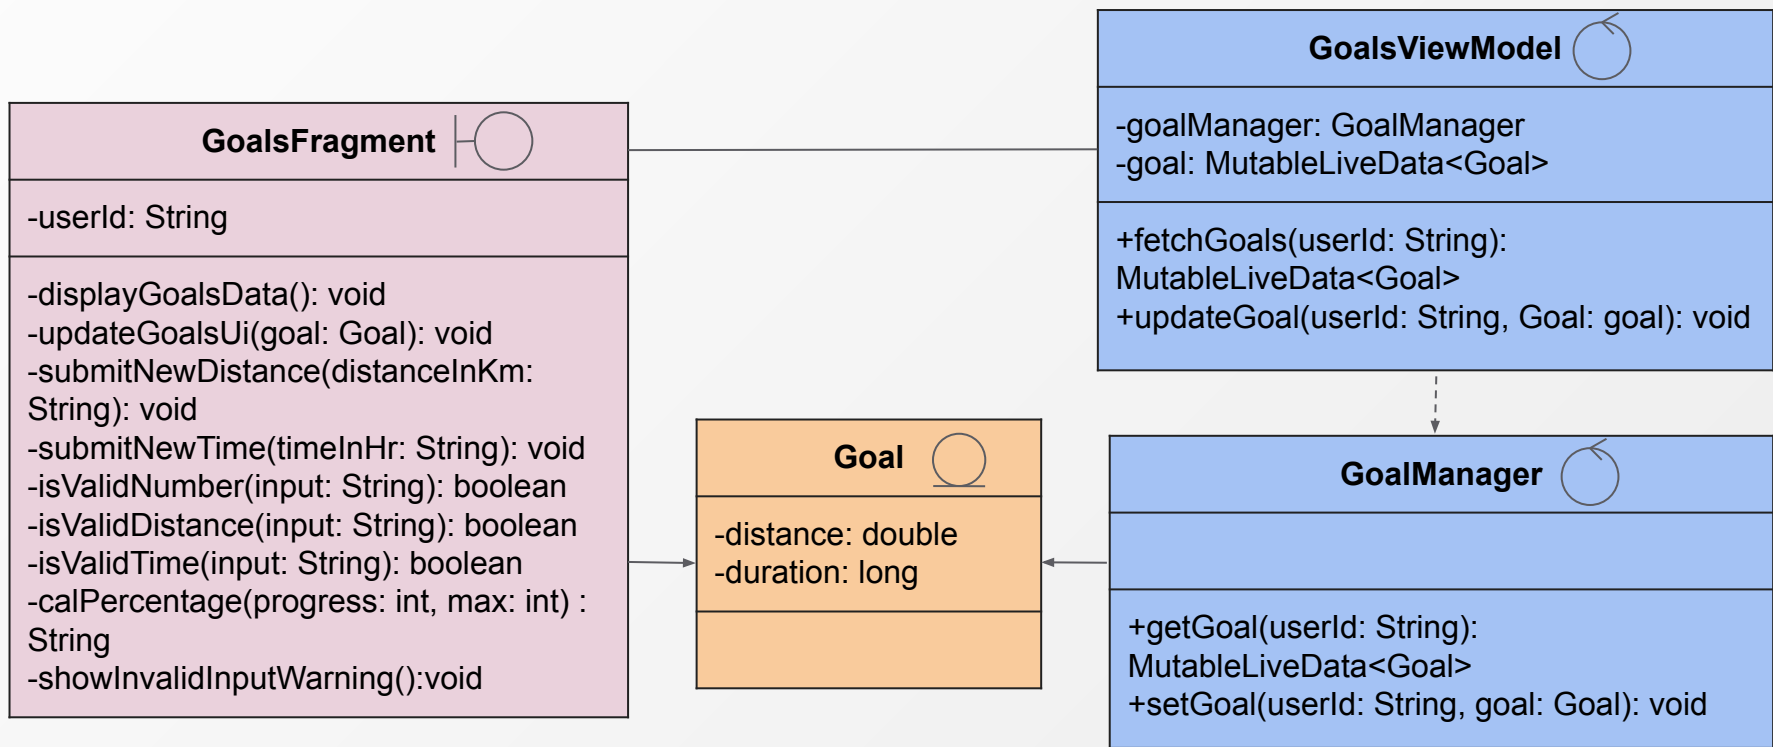 GoalsFragment
-userId: String
-displayGoalsData(): void
-updateGoalsUi(goal: Goal): void
-submitNewDistance(distanceInKm:
String): void
-submitNewTime(timeInHr: String): void
-isValidNumber(input: String): boolean
-isValidDistance(input: String): boolean
-isValidTime(input: String): boolean
-calPercentage(progress: int, max: int) :
String
-showInvalidInputWarning():void
Goal
-distance: double
-duration: long
GoalsViewModel
-goalManager: GoalManager
-goal: MutableLiveData<Goal>
+fetchGoals(userId: String):
MutableLiveData<Goal>
+updateGoal(userId: String, Goal: goal): void
GoalManager
+getGoal(userId: String):
MutableLiveData<Goal>
+setGoal(userId: String, goal: Goal): void